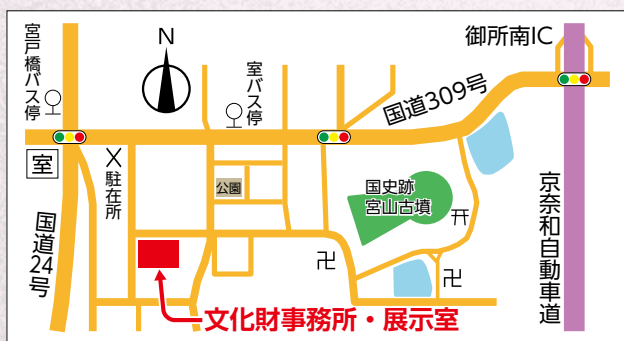 宮戸橋バス停
N
室バス停
御所南IC
国道309号
室
駐在所
公園
国史跡
宮山古墳
国道24号
京奈和自動車道
文化財事務所・展示室